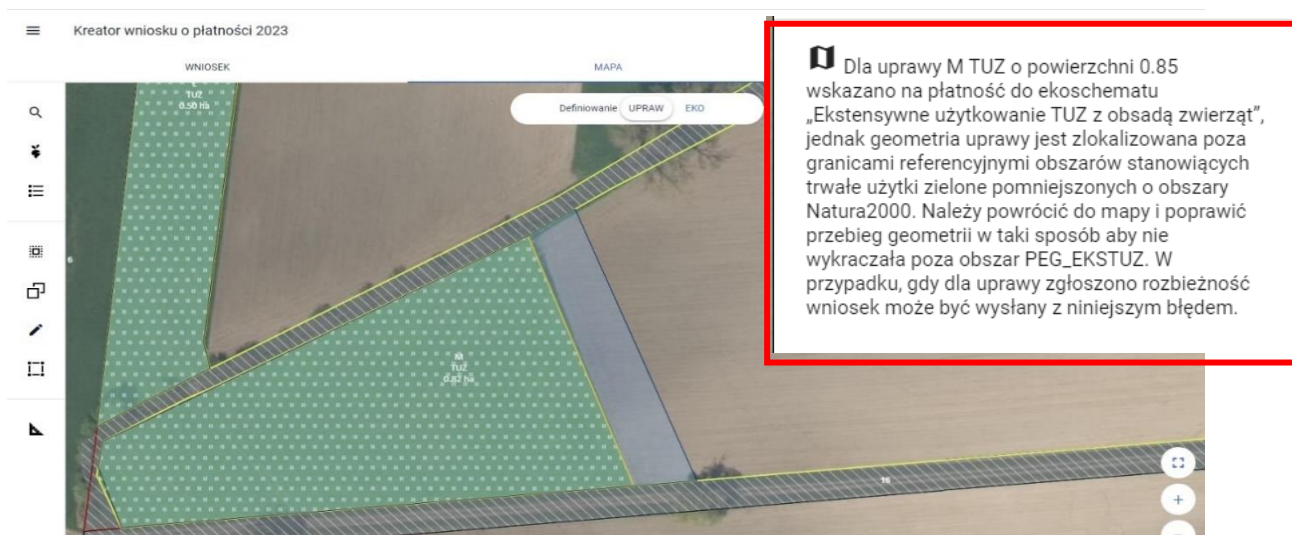 Kreator wniosku o płatności 2023
WNIOSEK
MAPA
Definiowanie UPRAW EKO
TUZ
0.50 ha
6
M
TUZ
0.82 ha
16
Dla uprawy M TUZ o powierzchni 0.85
wskazano na płatność do ekoschematu
„Ekstensywne użytkowanie TUZ z obsadą zwierząt",
jednak geometria uprawy jest zlokalizowana poza
granicami referencyjnymi obszarów stanowiących
trwałe użytki zielone pomniejszonych o obszary
Natura2000. Należy powrócić do mapy i poprawić
przebieg geometrii w taki sposób aby nie
wykraczała poza obszar PEG_EKSTUZ. W
przypadku, gdy dla uprawy zgłoszono rozbieżność
wniosek może być wysłany z niniejszym błędem.